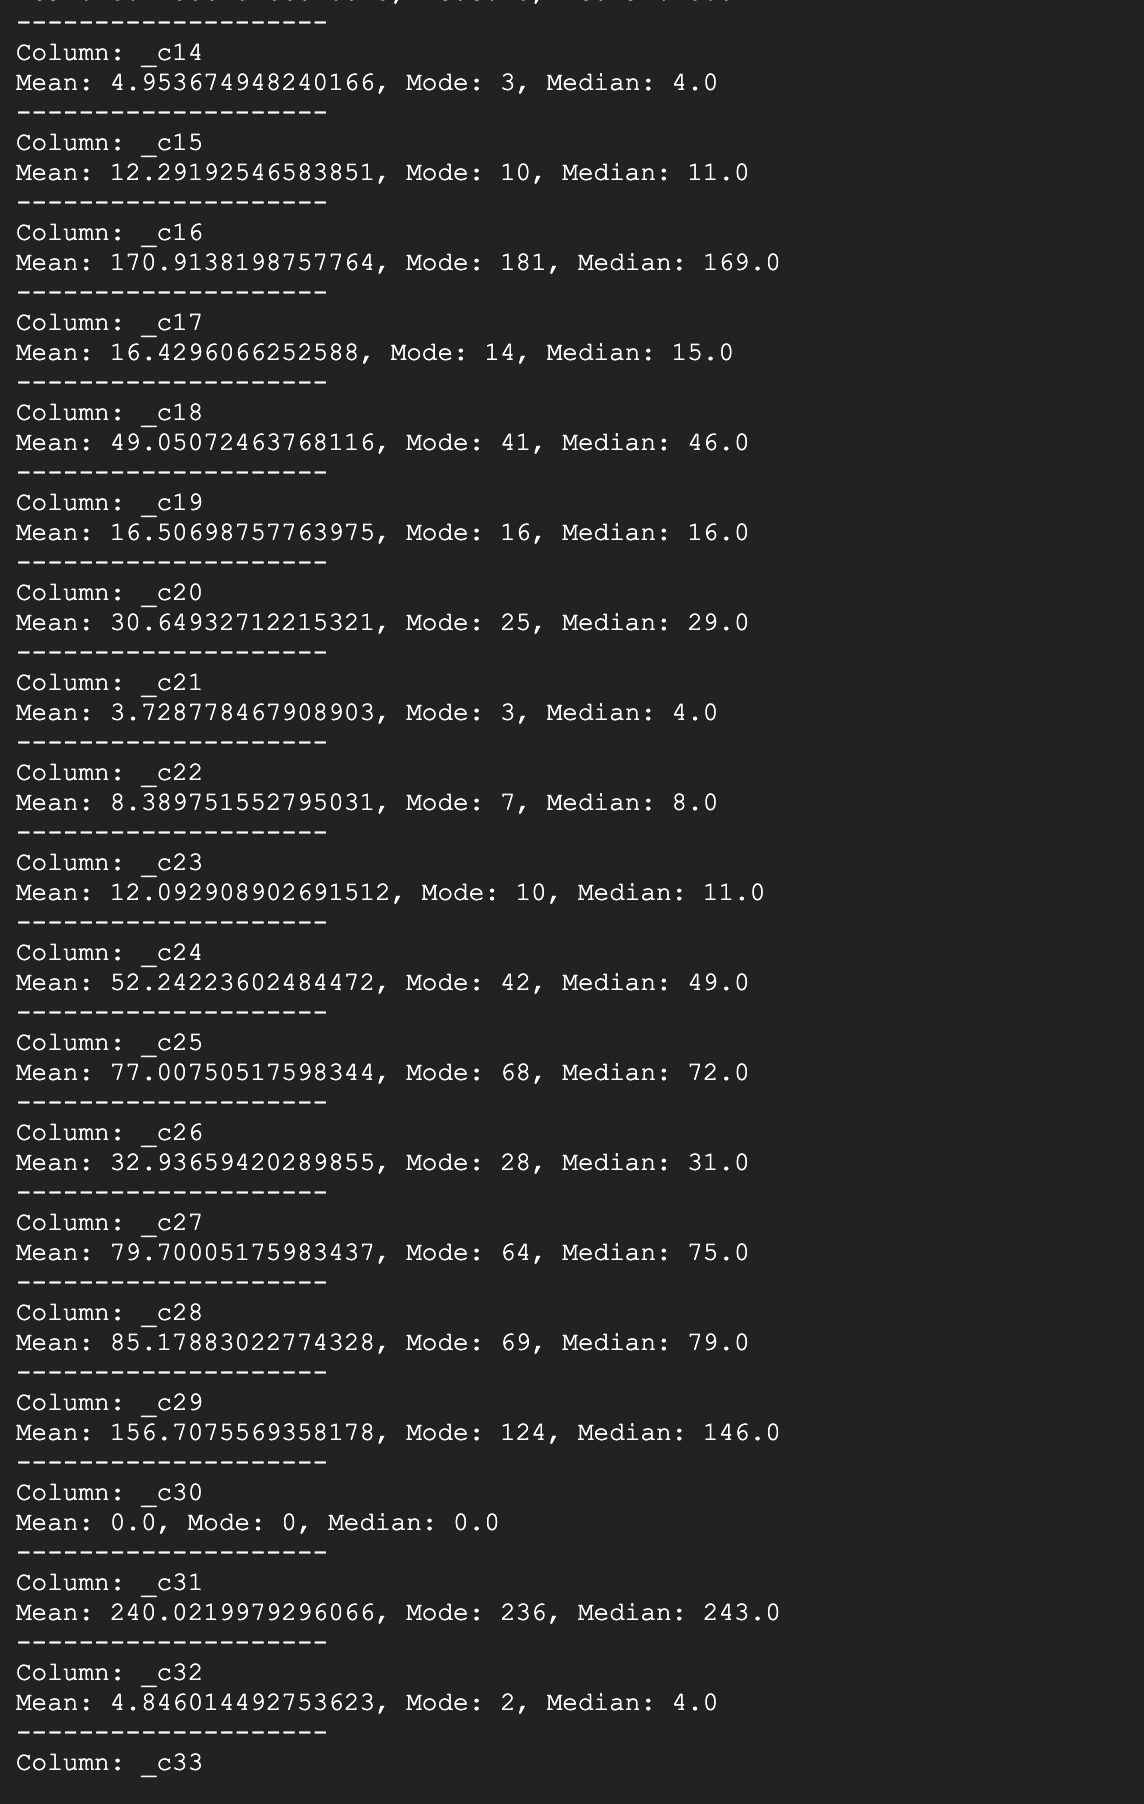 --------------------
Column: _c14
Mean: 4.953674948240166, Mode: 3, Median: 4.0
--------------------
Column: _c15
Mean: 12.29192546583851, Mode: 10, Median: 11.0
--------------------
Column: _c16
Mean: 170.9138198757764, Mode: 181, Median: 169.0
--------------------
Column: _c17
Mean: 16.4296066252588, Mode: 14, Median: 15.0
--------------------
Column: _c18
Mean: 49.05072463768116, Mode: 41, Median: 46.0
--------------------
Column: _c19
Mean: 16.50698757763975, Mode: 16, Median: 16.0
--------------------
Column: _c20
Mean: 30.64932712215321, Mode: 25, Median: 29.0
--------------------
Column: _c21
Mean: 3.728778467908903, Mode: 3, Median: 4.0
--------------------
Column: _c22
Mean: 8.389751552795031, Mode: 7, Median: 8.0
--------------------
Column: _c23
Mean: 12.092908902691512, Mode: 10, Median: 11.0
--------------------
Column: _c24
Mean: 52.24223602484472, Mode: 42, Median: 49.0
--------------------
Column: _c25
Mean: 77.00750517598344, Mode: 68, Median: 72.0
--------------------
Column: _c26
Mean: 32.93659420289855, Mode: 28, Median: 31.0
--------------------
Column: _c27
Mean: 79.70005175983437, Mode: 64, Median: 75.0
--------------------
Column: _c28
Mean: 85.17883022774328, Mode: 69, Median: 79.0
--------------------
Column: _c29
Mean: 156.7075569358178, Mode: 124, Median: 146.0
--------------------
Column: _c30
Mean: 0.0, Mode: 0, Median: 0.0
--------------------
Column: _c31
Mean: 240.0219979296066, Mode: 236, Median: 243.0
--------------------
Column: _c32
Mean: 4.846014492753623, Mode: 2, Median: 4.0
--------------------
Column: _c33